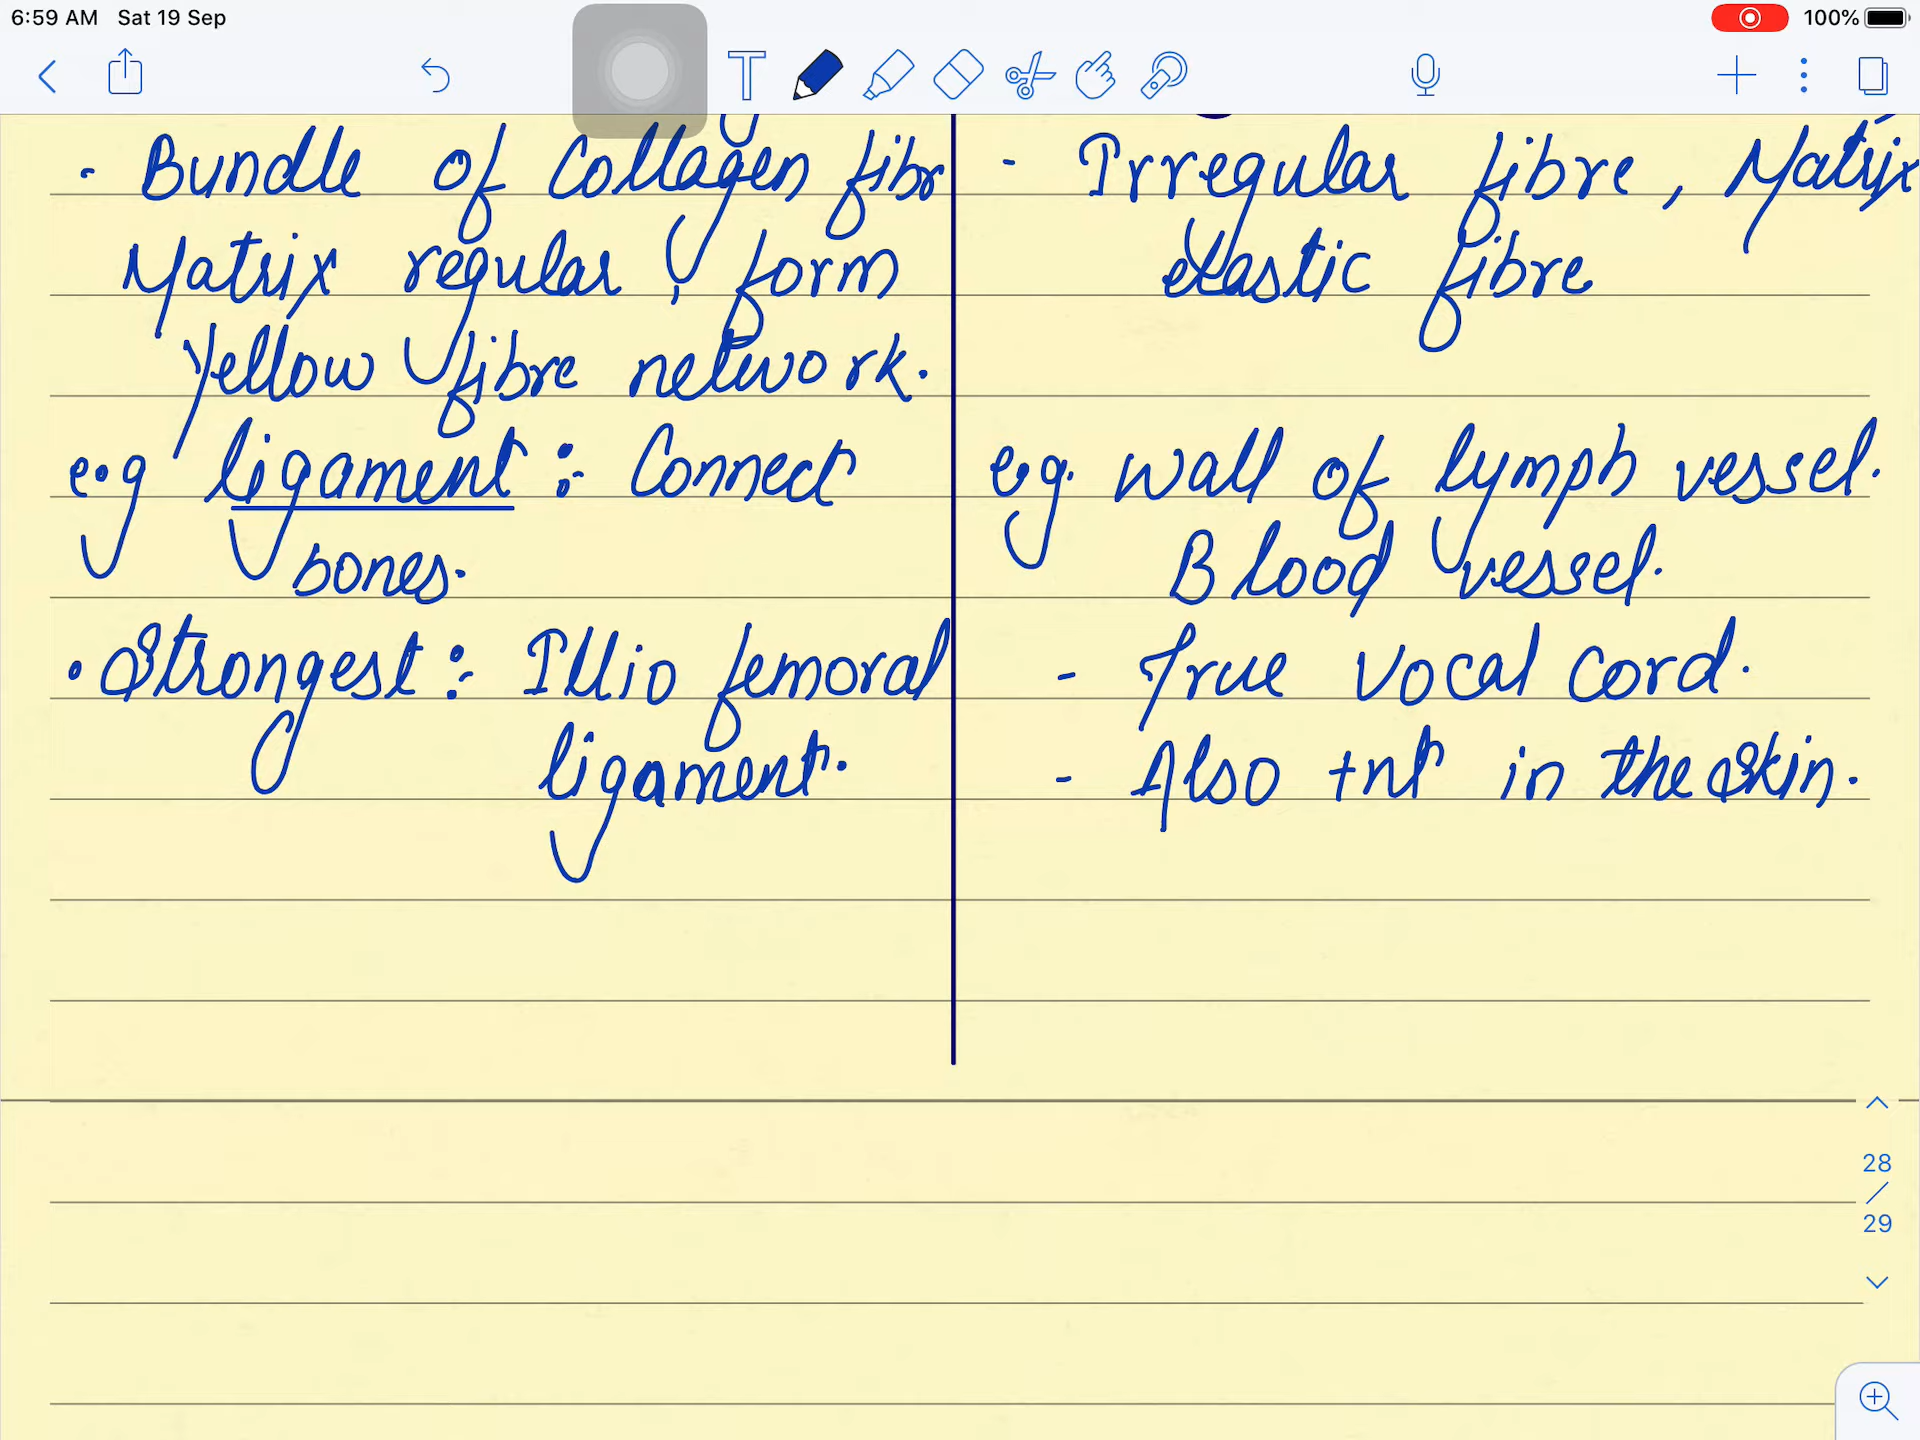 6:59 AM Sat 19 Sep
100%
T
· Bundle of Collagen fibr
Matrix regular, form
Yellow fibre network.
e.g ligament :- Connect
bones.
· Strongest :- Illio femoral
ligament.
- Irregular fibre, Matrix
elastic fibre
e.g. wall of lymph vessel.
Blood vessel.
- True vocal cord.
- Also +nt in the skin.
28
/
29